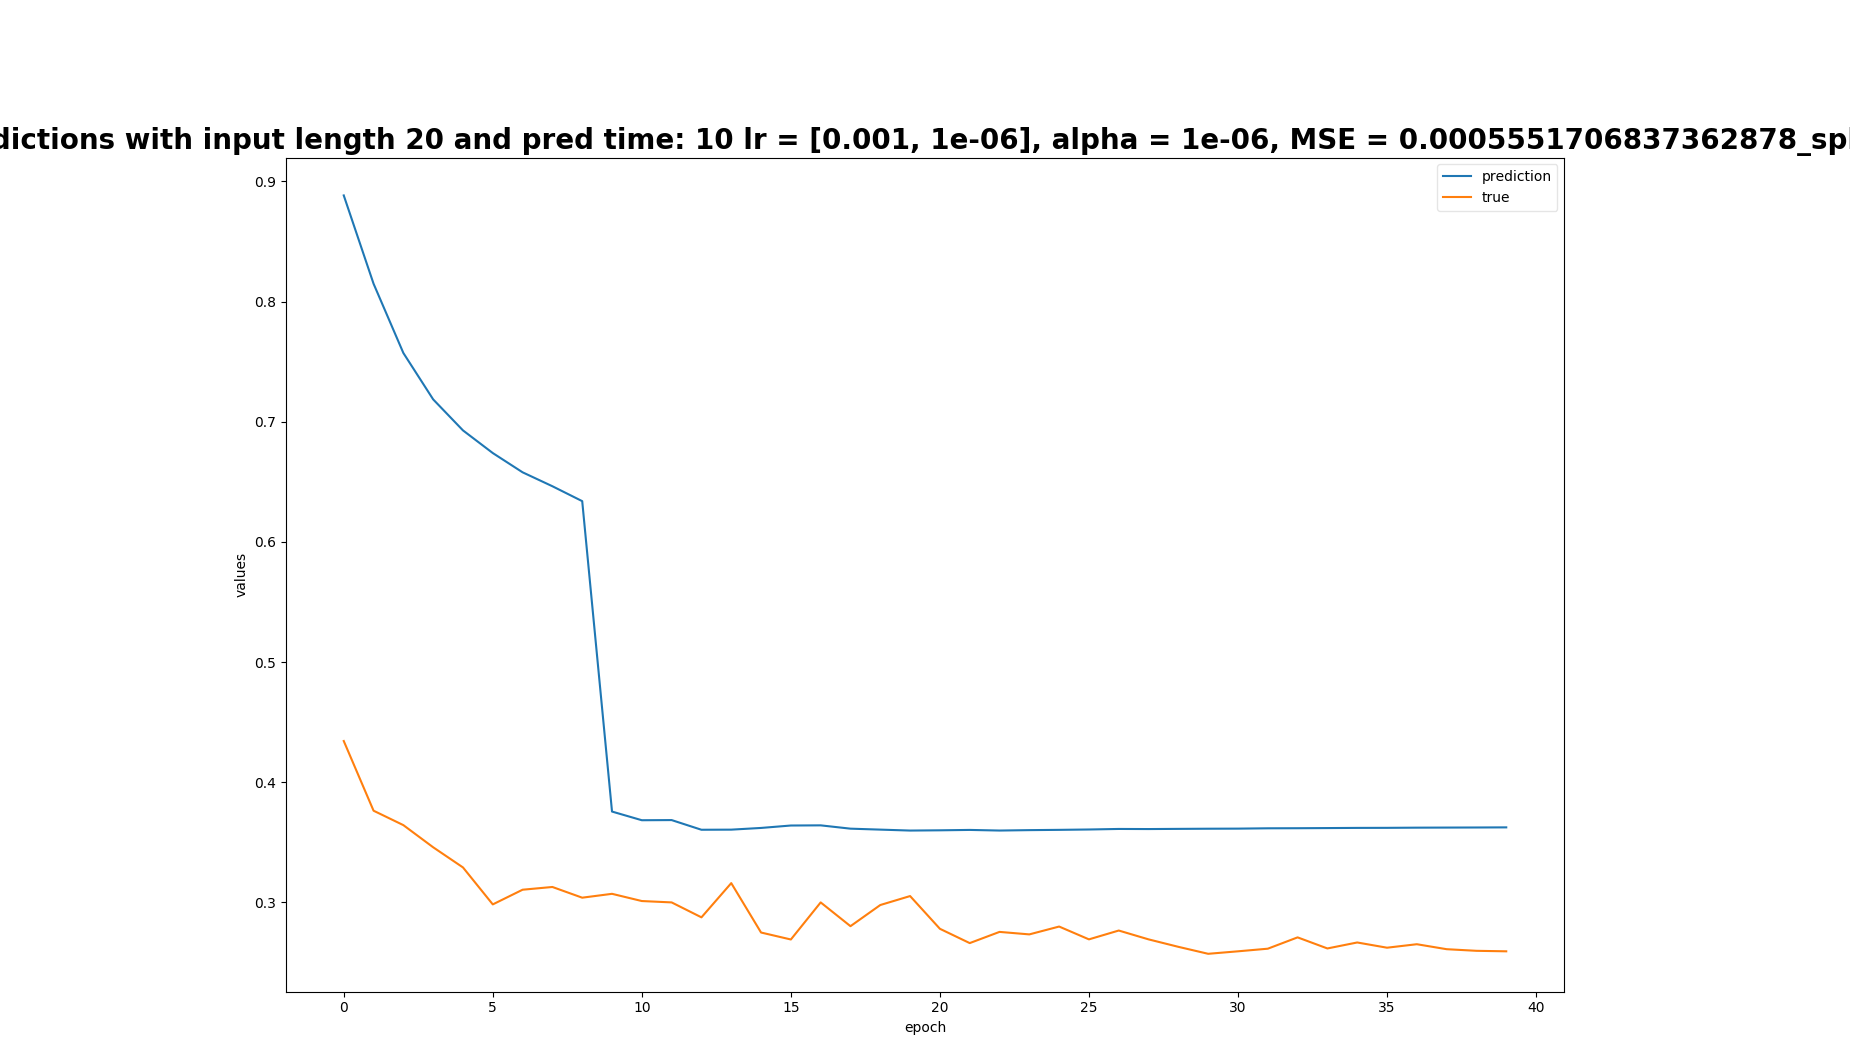 dictions with input length 20 and pred time: 10 lr = [0.001, 1e-06], alpha = 1e-06, MSE = 0.0005551706837362878_spl
prediction
true
0.9
0.8
0.7
0.6
0.5
0.4
0.3
values
0 5 10 15 20 25 30 35 40
epoch